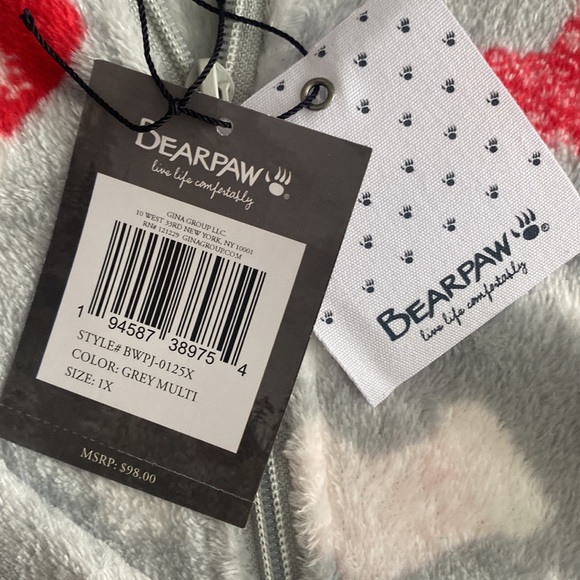 BEARPAW
live life comfortably
GINA GROUP LLC.
10 WEST 33RD NEW YORK, NY 10001
RN# 121229 GINAGROUP.COM
1 94587 38975 4
STYLE# BWPJ-0125X
COLOR: GREY MULTI
SIZE: 1X
MSRP: $98.00
BEARPAW
live life comfortably